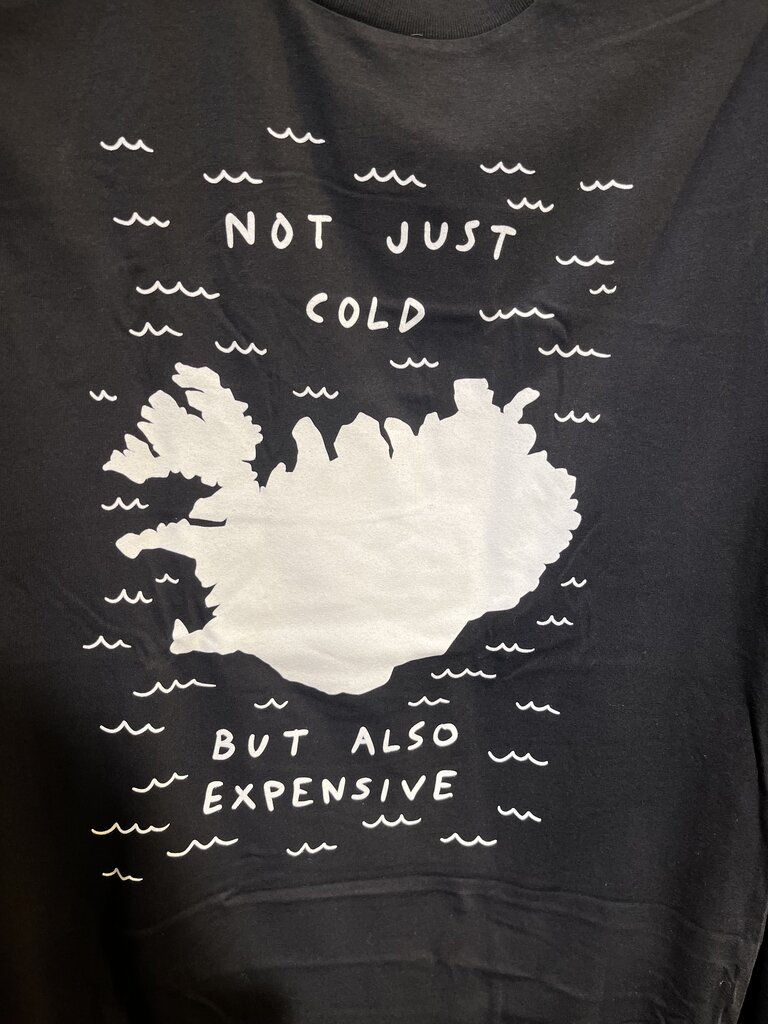 NOT JUST
COLD
BUT ALSO
EXPENSIVE